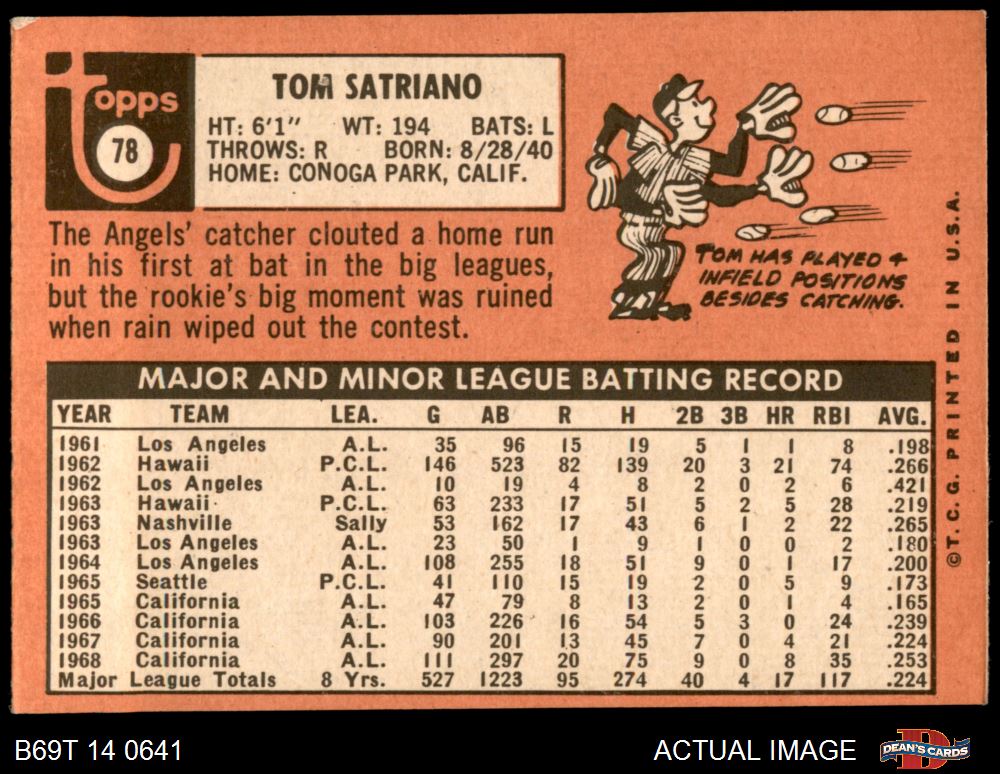 topps
78
TOM SATRIANO
HT: 6'1" WT: 194 BATS: L
THROWS: R BORN: 8/28/40
HOME: CONOGA PARK, CALIF.
The Angels' catcher clouted a home run
in his first at bat in the big leagues,
but the rookie's big moment was ruined
when rain wiped out the contest.
TOM HAS PLAYED 4
INFIELD POSITIONS
BESIDES CATCHING.
MAJOR AND MINOR LEAGUE BATTING RECORD
YEAR TEAM LEA. G AB R H 2B 3B HR RBI AVG.
1961 Los Angeles A.L. 35 96 15 19 5 1 1 8 .198
1962 Hawaii P.C.L. 146 523 82 139 20 3 21 74 .266
1962 Los Angeles A.L. 10 19 4 8 2 0 2 6 .421
1963 Hawaii P.C.L. 63 233 17 51 5 2 5 28 .219
1963 Nashville Sally 53 162 17 43 6 1 2 22 .265
1963 Los Angeles A.L. 23 50 1 9 1 0 0 2 .180
1964 Los Angeles A.L. 108 255 18 51 9 0 1 17 .200
1965 Seattle P.C.L. 41 110 15 19 2 0 5 9 .173
1965 California A.L. 47 79 8 13 2 0 1 4 .165
1966 California A.L. 103 226 16 54 5 3 0 24 .239
1967 California A.L. 90 201 13 45 7 0 4 21 .224
1968 California A.L. 111 297 20 75 9 0 8 35 .253
Major League Totals 8 Yrs. 527 1223 95 274 40 4 17 117 .224
©T.C.G. PRINTED IN U.S.A.
B69T 14 0641
ACTUAL IMAGE
D
DEAN'S CARDS